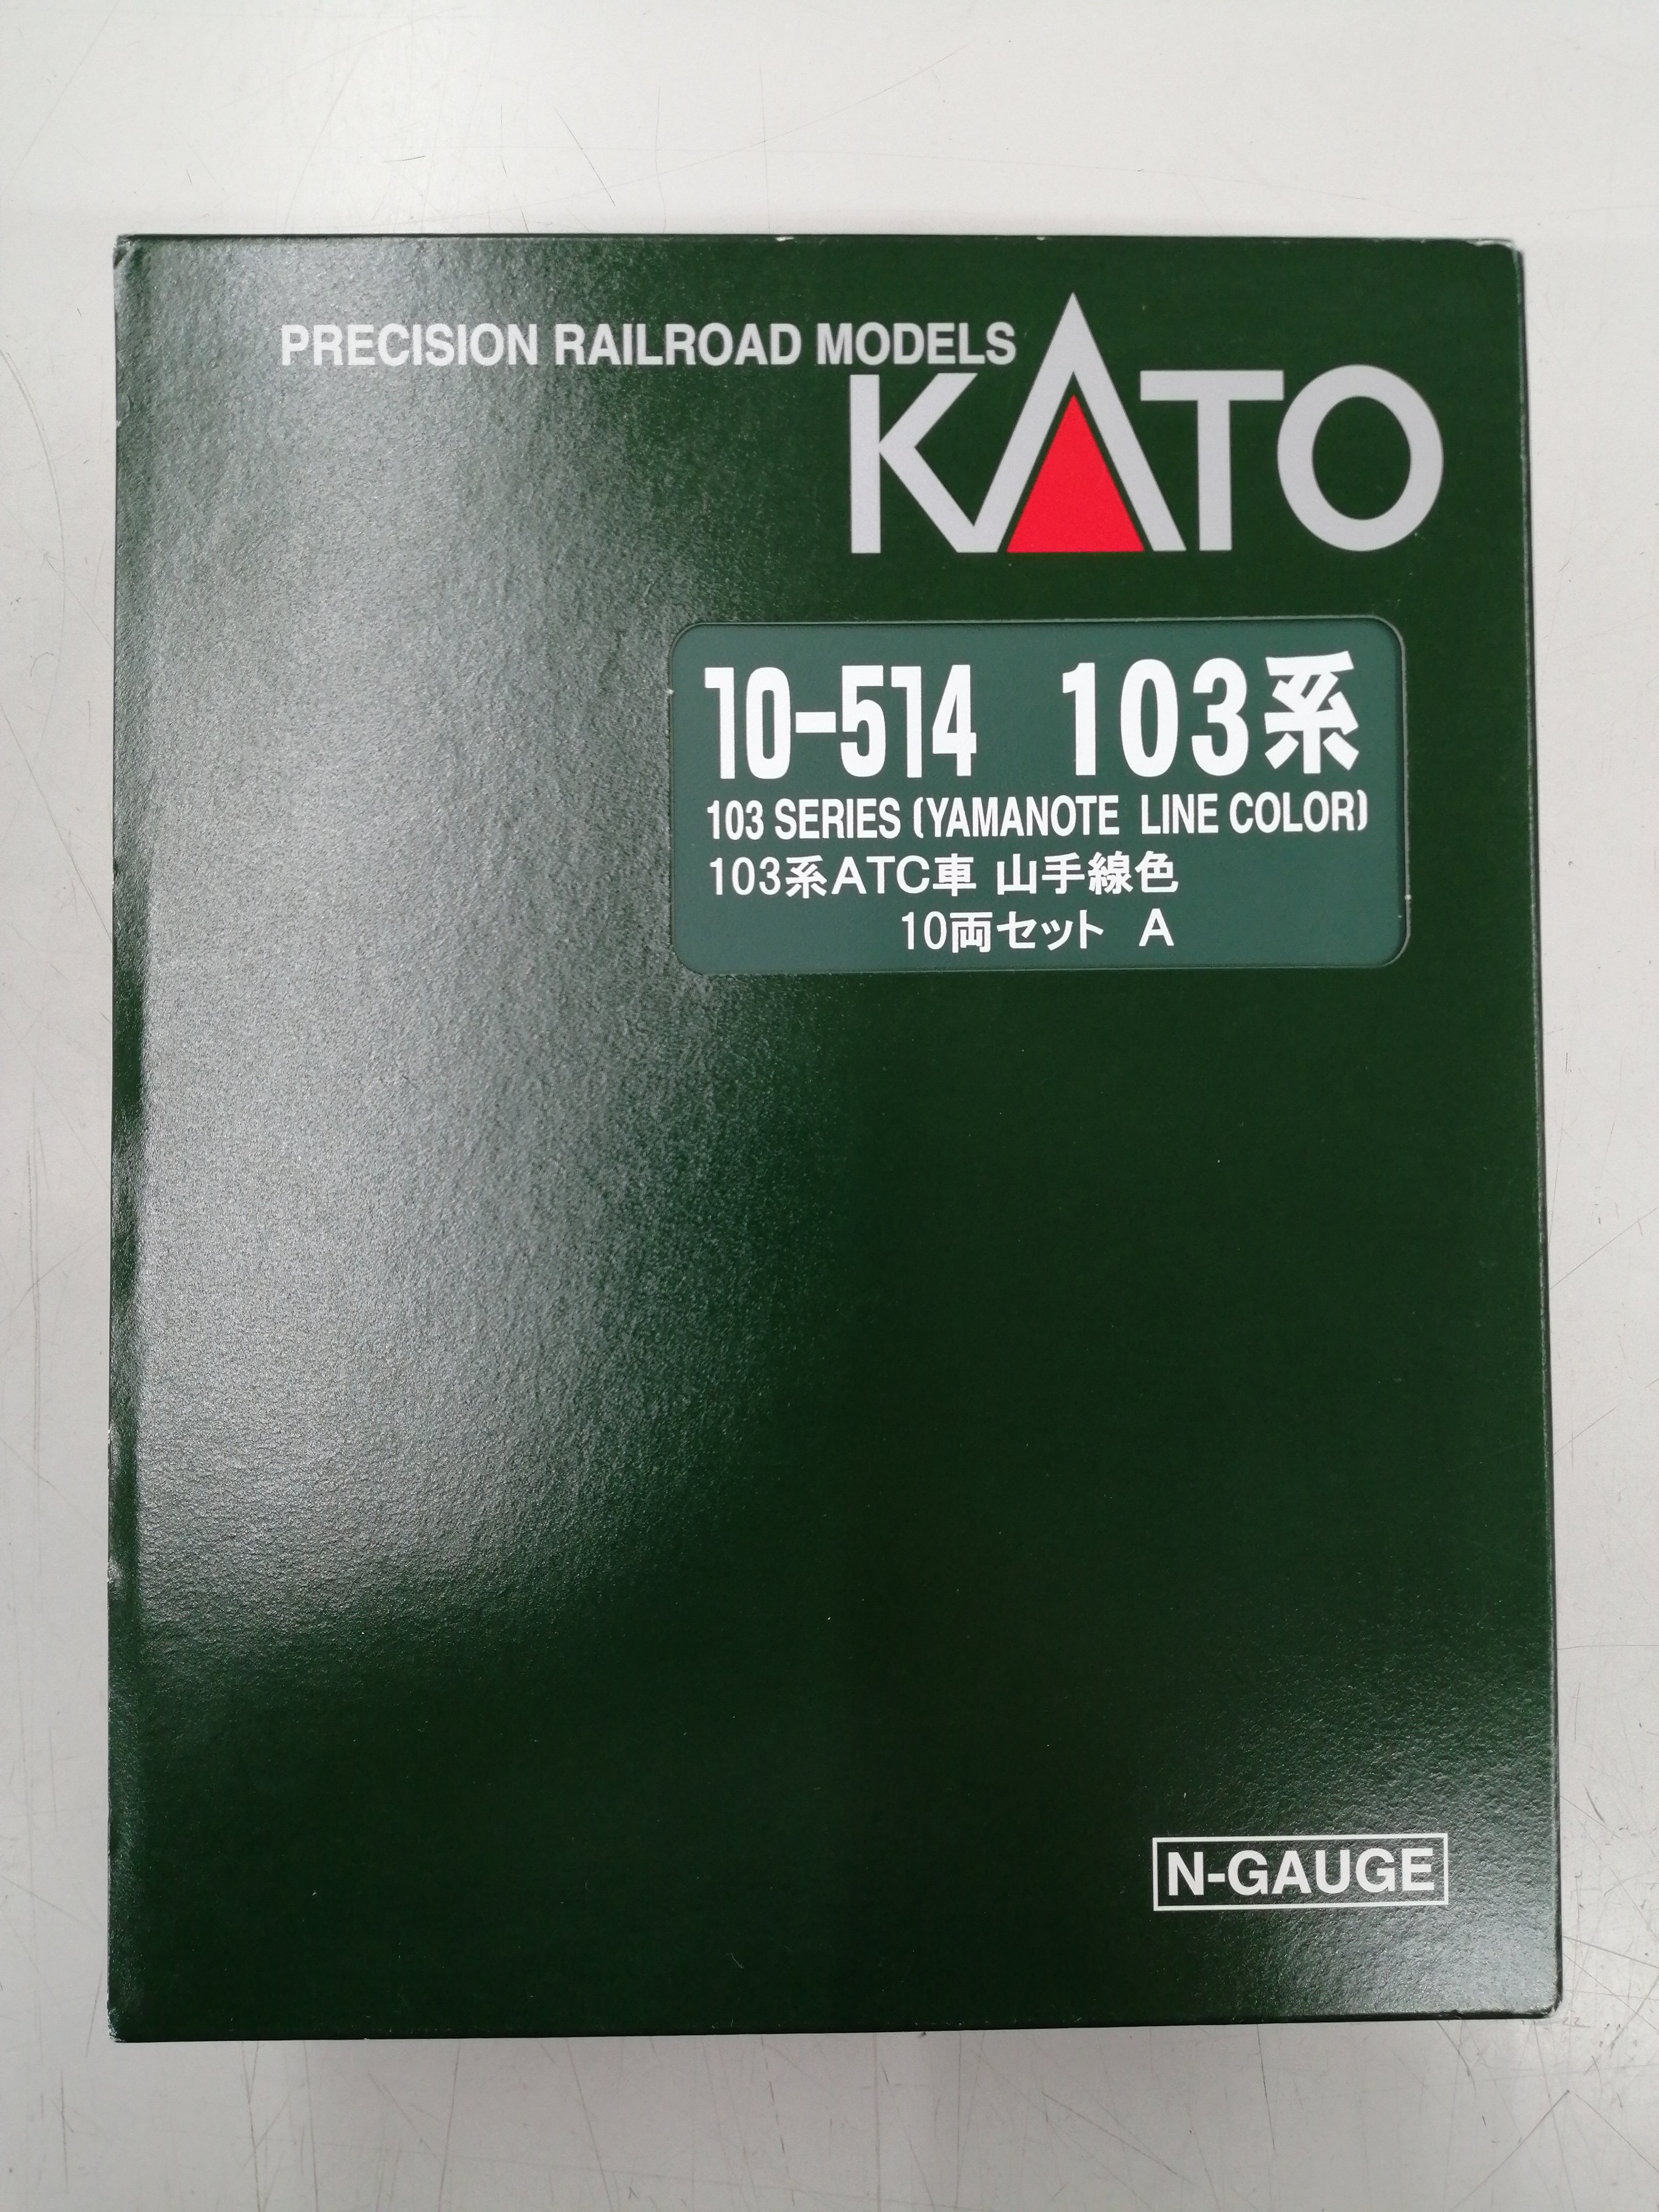 PRECISION RAILROAD MODELS
KATO
10-514 103系
103 SERIES (YAMANOTE LINE COLOR)
103系ATC車 山手線色
10両セット A
N-GAUGE